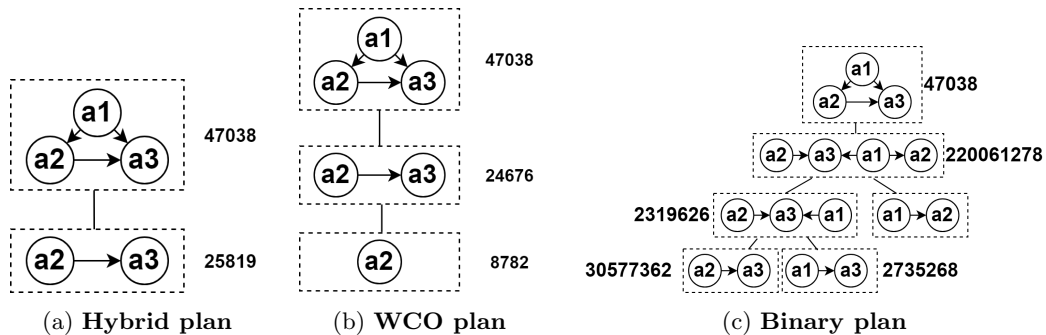 a1
a2 a3
47038
a2 a3
25819
(a) Hybrid plan
a1
a2 a3
47038
a2 a3
24676
a2
8782
(b) WCO plan
a1
a2 a3
47038
a2 a3 a1 a2 220061278
2319626 a2 a3 a1 a1 a2
30577362 a2 a3 a1 a3 2735268
(c) Binary plan